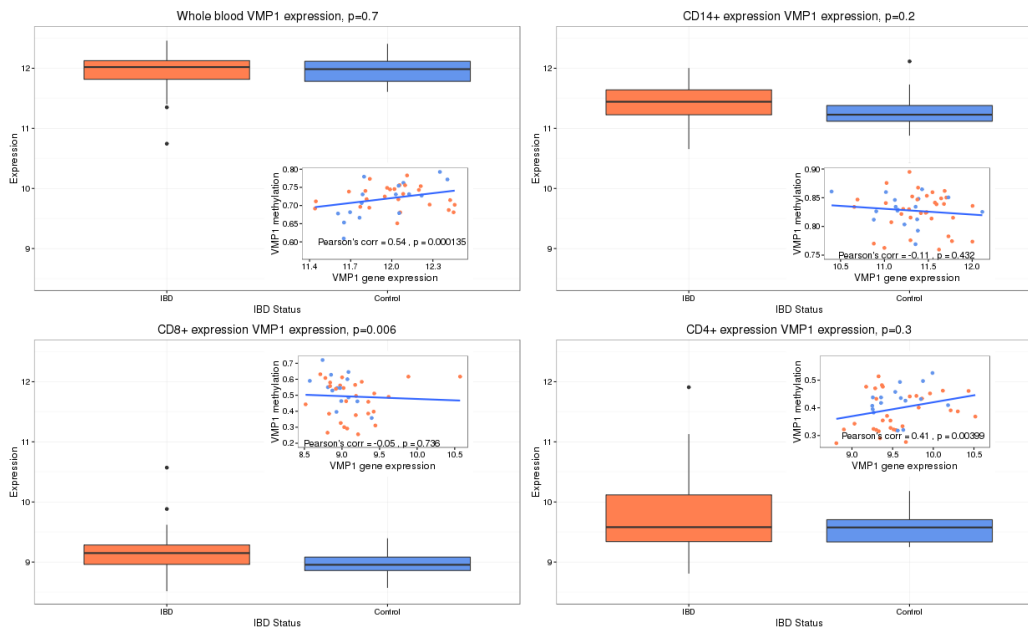 Whole blood VMP1 expression, p=0.7
Expression
12
11
10
9
VMP1 methylation
0.80
0.75
0.70
0.65
0.60
Pearson's corr = 0.54 , p = 0.000135
11.4 11.7 12.0 12.3
VMP1 gene expression
IBD Control
IBD Status
CD14+ expression VMP1 expression, p=0.2
Expression
12
11
10
9
VMP1 methylation
0.90
0.85
0.80
0.75
Pearson's corr = -0.11 , p = 0.432
10.5 11.0 11.5 12.0
VMP1 gene expression
IBD Control
IBD Status
CD8+ expression VMP1 expression, p=0.006
Expression
12
11
10
9
VMP1 methylation
0.7
0.6
0.5
0.4
0.3
0.2
Pearson's corr = -0.05 , p = 0.736
8.5 9.0 9.5 10.0 10.5
VMP1 gene expression
IBD Control
IBD Status
CD4+ expression VMP1 expression, p=0.3
Expression
12
11
10
9
VMP1 methylation
0.5
0.4
0.3
Pearson's corr = 0.41 , p = 0.00399
9.0 9.5 10.0 10.5
VMP1 gene expression
IBD Control
IBD Status